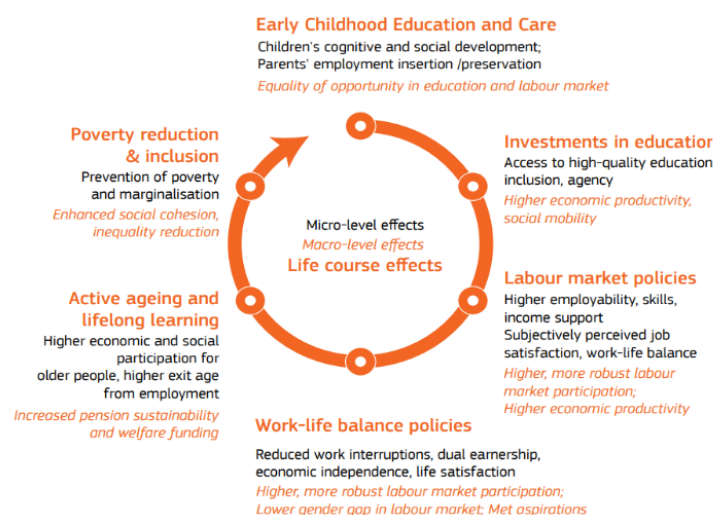 Early Childhood Education and Care
Children's cognitive and social development;
Parents' employment insertion /preservation
Equality of opportunity in education and labour market
Investments in education
Access to high-quality education
inclusion, agency
Higher economic productivity,
social mobility
Labour market policies
Higher employability, skills,
income support
Subjectively perceived job
satisfaction, work-life balance
Higher, more robust labour
market participation;
Higher economic productivity
Work-life balance policies
Reduced work interruptions, dual earnership,
economic independence, life satisfaction
Higher, more robust labour market participation;
Lower gender gap in labour market; Met aspirations
Active ageing and
lifelong learning
Higher economic and social
participation for
older people, higher exit age
from employment
Increased pension sustainability
and welfare funding
Poverty reduction
& inclusion
Prevention of poverty
and marginalisation
Enhanced social cohesion,
inequality reduction
Micro-level effects
Macro-level effects
Life course effects